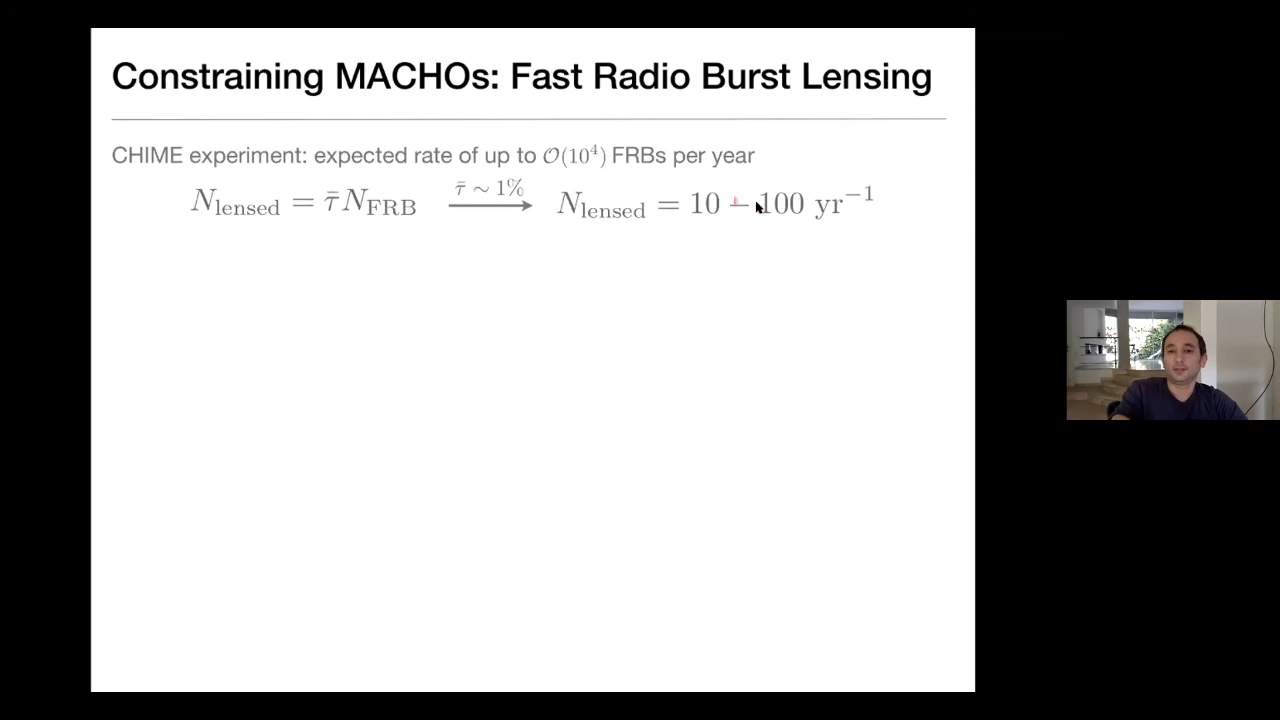 Constraining MACHOs: Fast Radio Burst Lensing
CHIME experiment: expected rate of up to 𝒪(10⁴) FRBs per year
N_lensed = τ̄ N_FRB  τ̄ ∼ 1% ⟶  N_lensed = 10 − 100 yr⁻¹